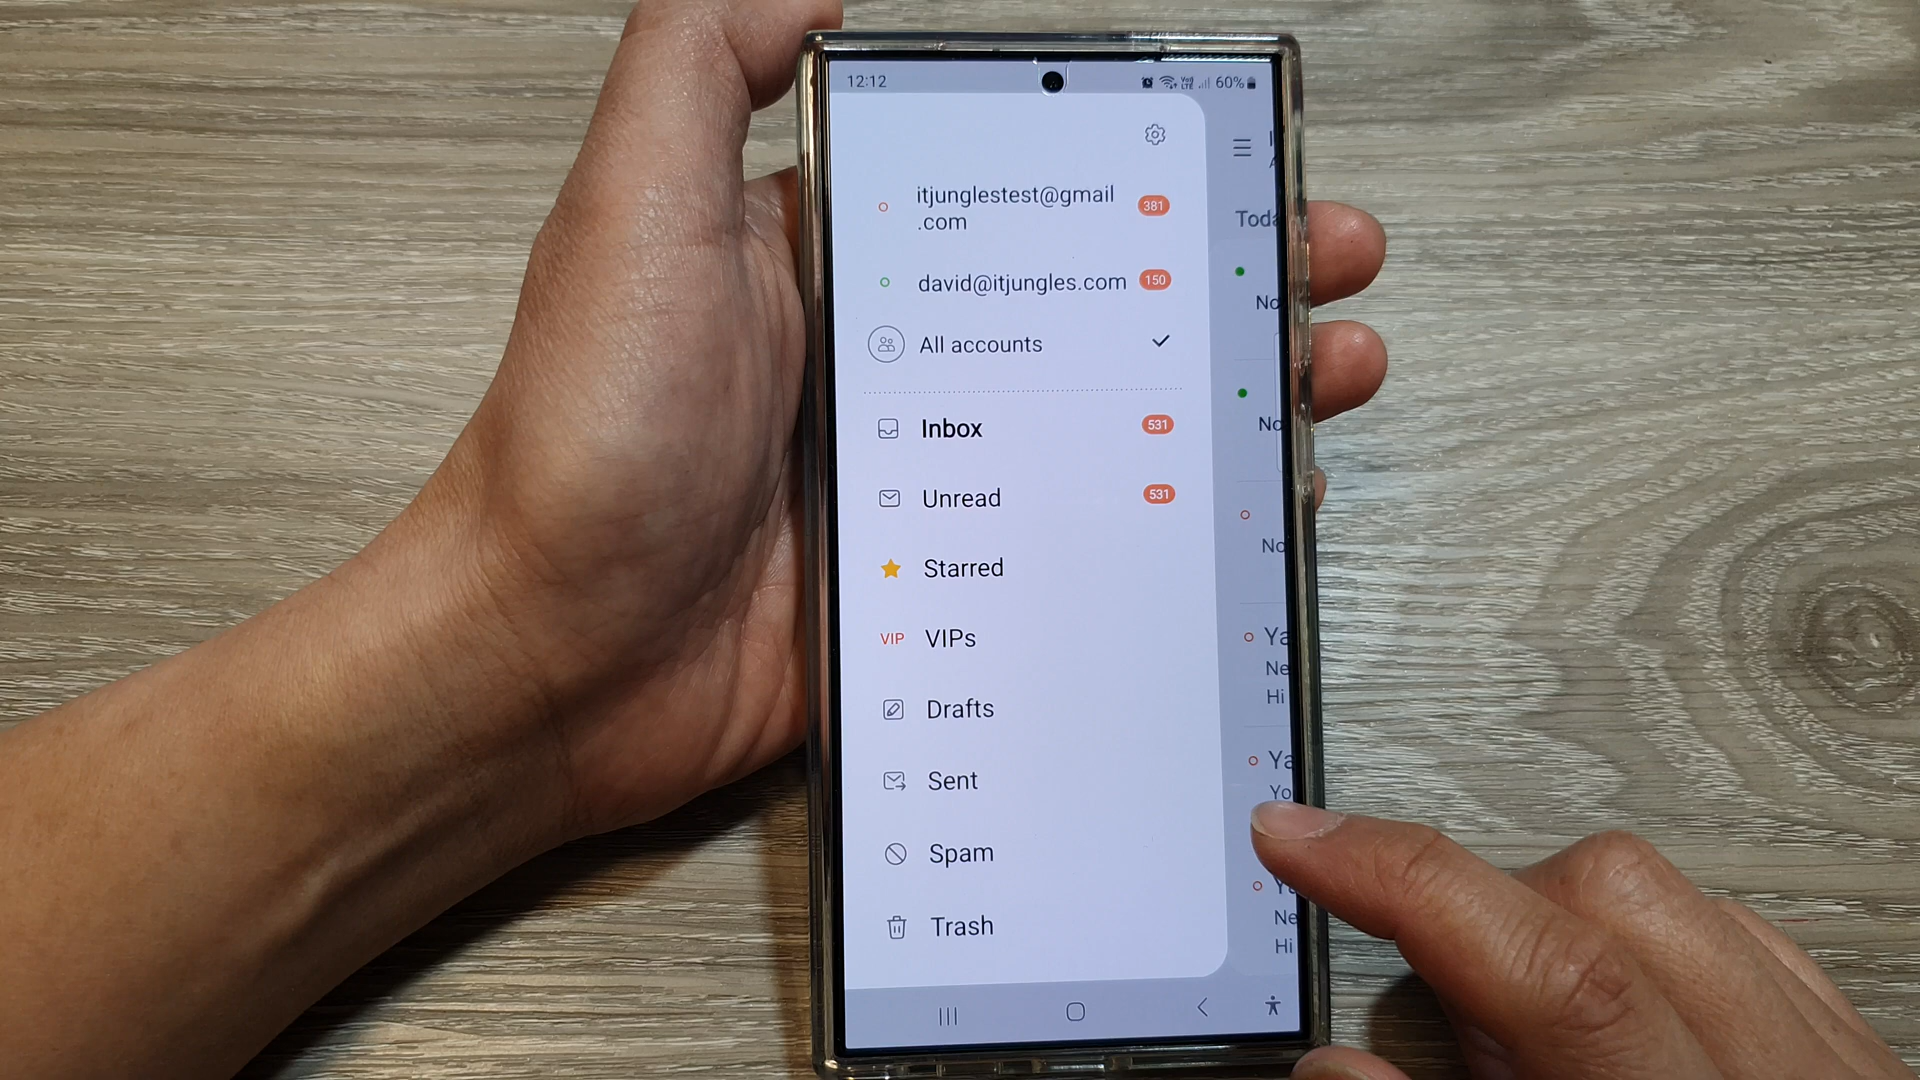 12:12
60%
itjunglestest@gmail
.com
381
david@itjungles.com
150
All accounts
Inbox
531
Unread
531
Starred
VIP
VIPs
Drafts
Sent
Spam
Trash
Toda
No
No
No
Ya
Ne
Hi
Ya
Yo
Ya
Ne
Hi